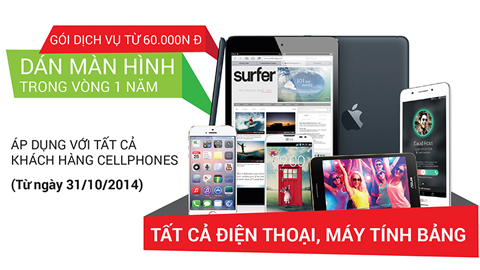 GÓI DỊCH VỤ TỪ 60.000N Đ
DÁN MÀN HÌNH
TRONG VÒNG 1 NĂM
ÁP DỤNG VỚI TẤT CẢ
KHÁCH HÀNG CELLPHONES
(Từ ngày 31/10/2014)
surfer
TẤT CẢ ĐIỆN THOẠI, MÁY TÍNH BẢNG